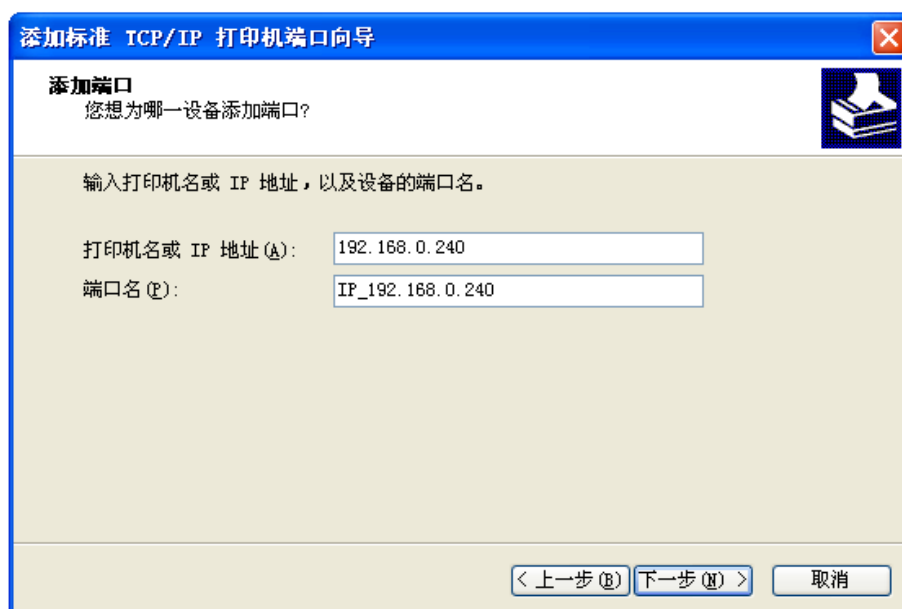 添加标准 TCP/IP 打印机端口向导
添加端口
您想为哪一设备添加端口?
输入打印机名或 IP 地址，以及设备的端口名。
打印机名或 IP 地址(A): 192.168.0.240
端口名(P): IP_192.168.0.240
< 上一步(B) 下一步(N) > 取消